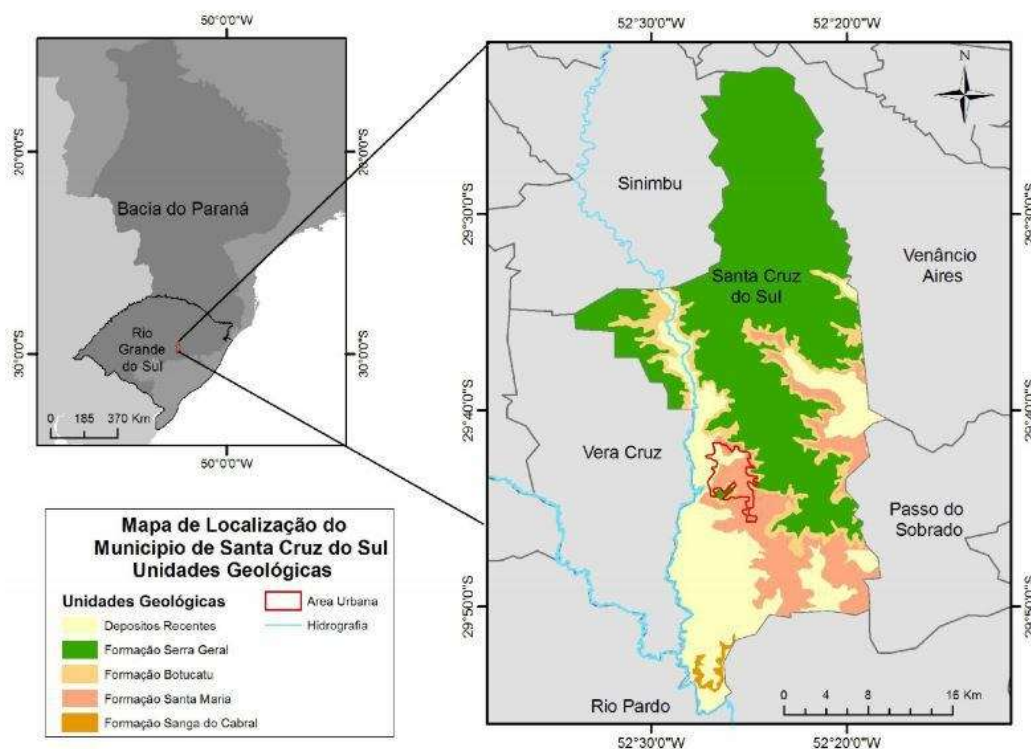 50°0'0"W
20°0'0"S
20°0'0"S
Bacia do Paraná
Rio
Grande
do Sul
30°0'0"S
30°0'0"S
0 185 370 Km
50°0'0"W
Mapa de Localização do
Municipio de Santa Cruz do Sul
Unidades Geológicas
Unidades Geológicas
Depositos Recentes
Formação Serra Geral
Formação Botucatu
Formação Santa Maria
Formação Sanga do Cabral
Area Urbana
Hidrografia
52°30'0"W
52°20'0"W
N
Sinimbu
29°30'0"S
29°30'0"S
Venâncio
Aires
Santa Cruz
do Sul
29°40'0"S
29°40'0"S
Vera Cruz
Passo do
Sobrado
29°50'0"S
29°50'0"S
Rio Pardo
0 4 8 16 Km
52°30'0"W
52°20'0"W